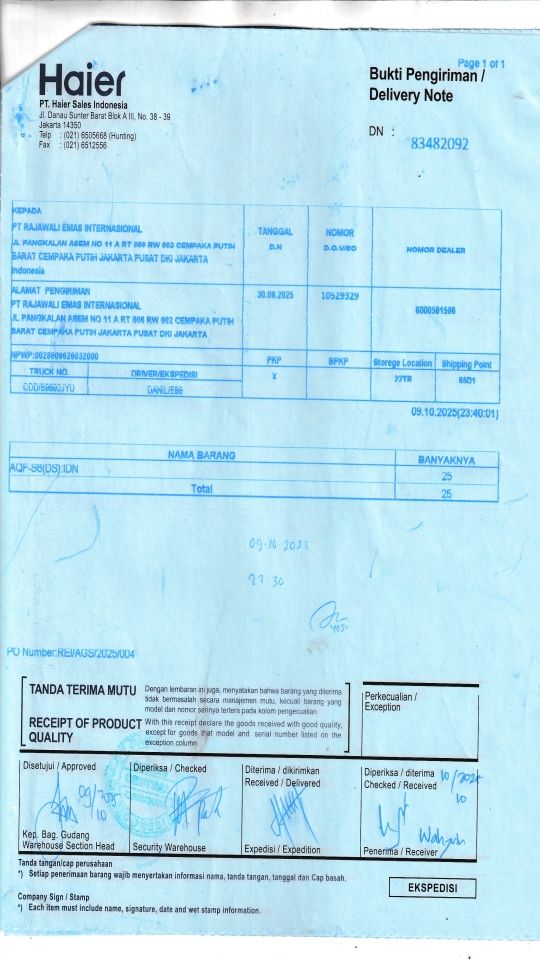 Page 1 of 1
Haier
Bukti Pengiriman /
Delivery Note
PT. Haier Sales Indonesia
Jl. Danau Sunter Barat Blok A III, No. 38 - 39
Jakarta 14350
Telp : (021) 6505668 (Hunting)
Fax : (021) 6512556
DN : 83482092
KEPADA
PT RAJAWALI EMAS INTERNASIONAL
JL PANGKALAN ASEM NO 11 A RT 006 RW 002 CEMPAKA PUTIH
BARAT CEMPAKA PUTIH JAKARTA PUSAT DKI JAKARTA
Indonesia
TANGGAL
D.N
NOMOR
D.O.V/SO
NOMOR DEALER
ALAMAT PENGIRIMAN
PT RAJAWALI EMAS INTERNASIONAL
JL PANGKALAN ASEM NO 11 A RT 006 RW 002 CEMPAKA PUTIH
BARAT CEMPAKA PUTIH JAKARTA PUSAT DKI JAKARTA
30.09.2025
10529329
PKP
BPKP
Storege Location
Shipping Point
TRUCK NO.
DRIVER/EKSPEDISI
X
22TR
65D1
09.10.2025(23:40:01)
NAMA BARANG
BANYAKNYA
AQF-S6(DS):IDN
25
Total
25
09-10-2025
22:30
PO Number:REI/AGS/2025/004
TANDA TERIMA MUTU
Dengan lembaran ini juga, menyatakan bahwa barang yang diterima
tidak bermasalah secara manajemen mutu, kecuali barang yang
model dan nomor serinya tertera pada kolom pengecualian
RECEIPT OF PRODUCT
QUALITY
With this receipt declare the goods received with good quality,
except for goods that model and serial number listed on the
exception column
Perkecualian /
Exception
Disetujui / Approved
Diperiksa / Checked
Diterima / dikirimkan
Received / Delivered
Diperiksa / diterima
Checked / Received
09/2025
10
10/2025
10
Kep. Bag. Gudang
Warehouse Section Head
Security Warehouse
Expedisi / Expedition
Penerima / Receiver
Tanda tangan/cap perusahaan
*) Setiap penerimaan barang wajib menyertakan informasi nama, tanda tangan, tanggal dan Cap basah.
EKSPEDISI
Company Sign / Stamp
*) Each item must include name, signature, date and wet stamp information.